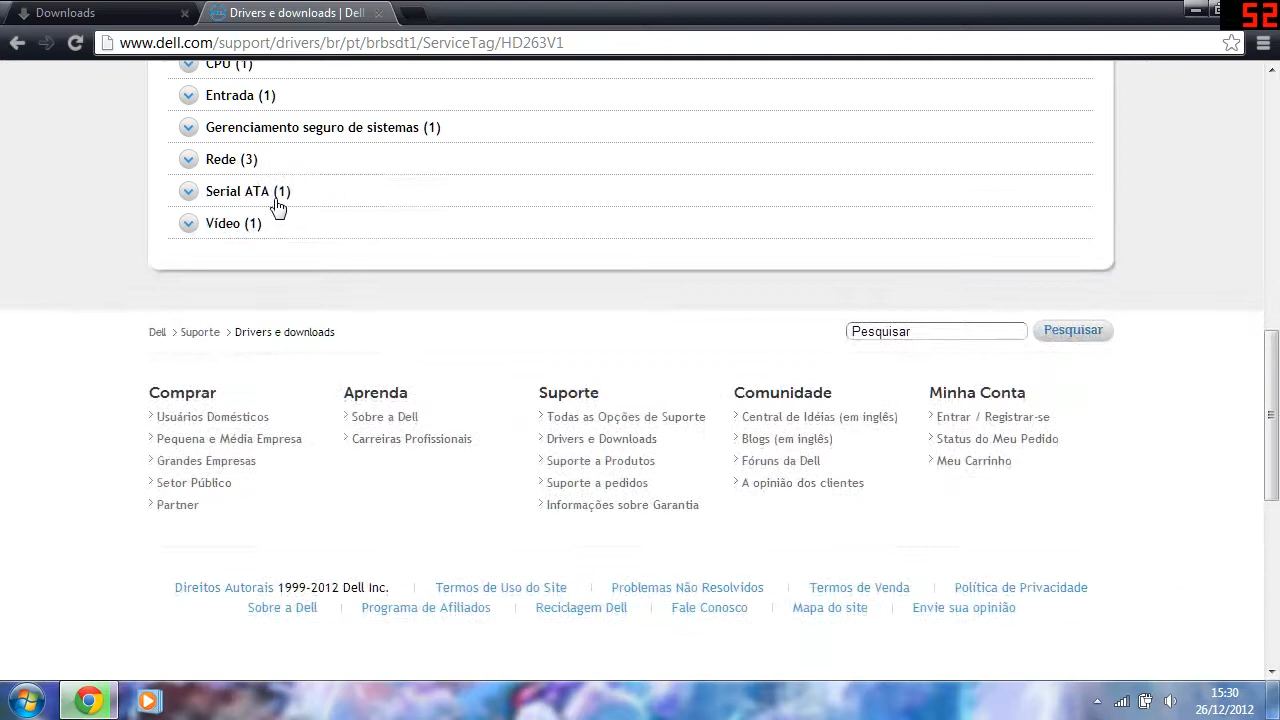 Downloads
Drivers e downloads | Dell
52
www.dell.com/support/drivers/br/pt/brbsdt1/ServiceTag/HD263V1
CPU (1)
Entrada (1)
Gerenciamento seguro de sistemas (1)
Rede (3)
Serial ATA (1)
Vídeo (1)
Dell > Suporte > Drivers e downloads
Pesquisar
Pesquisar
Comprar
Usuários Domésticos
Pequena e Média Empresa
Grandes Empresas
Setor Público
Partner
Aprenda
Sobre a Dell
Carreiras Profissionais
Suporte
Todas as Opções de Suporte
Drivers e Downloads
Suporte a Produtos
Suporte a pedidos
Informações sobre Garantia
Comunidade
Central de Idéias (em inglês)
Blogs (em inglês)
Fóruns da Dell
A opinião dos clientes
Minha Conta
Entrar / Registrar-se
Status do Meu Pedido
Meu Carrinho
Direitos Autorais 1999-2012 Dell Inc. | Termos de Uso do Site | Problemas Não Resolvidos | Termos de Venda | Política de Privacidade
Sobre a Dell | Programa de Afiliados | Reciclagem Dell | Fale Conosco | Mapa do site | Envie sua opinião
15:30
26/12/2012